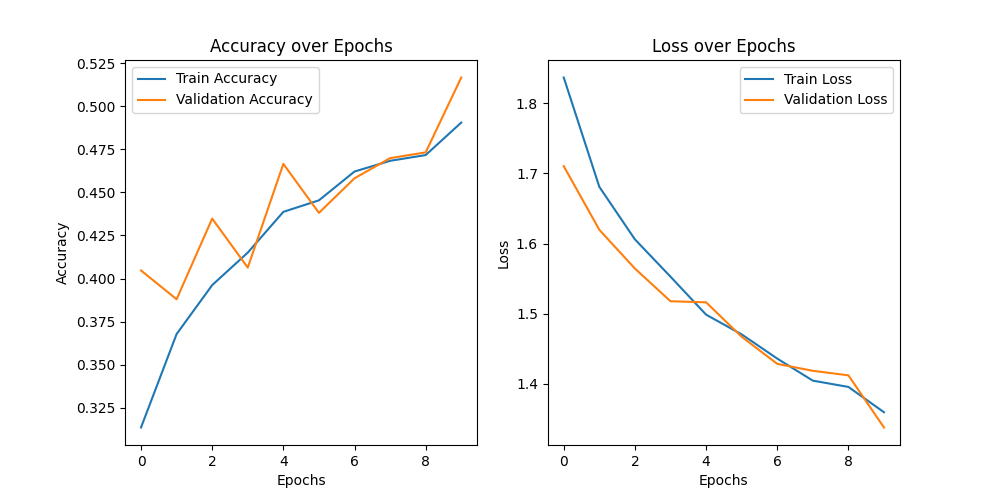 Accuracy over Epochs
Train Accuracy
Validation Accuracy
0.525
0.500
0.475
0.450
0.425
0.400
0.375
0.350
0.325
Accuracy
0 2 4 6 8
Epochs
Loss over Epochs
Train Loss
Validation Loss
1.8
1.7
1.6
1.5
1.4
Loss
0 2 4 6 8
Epochs